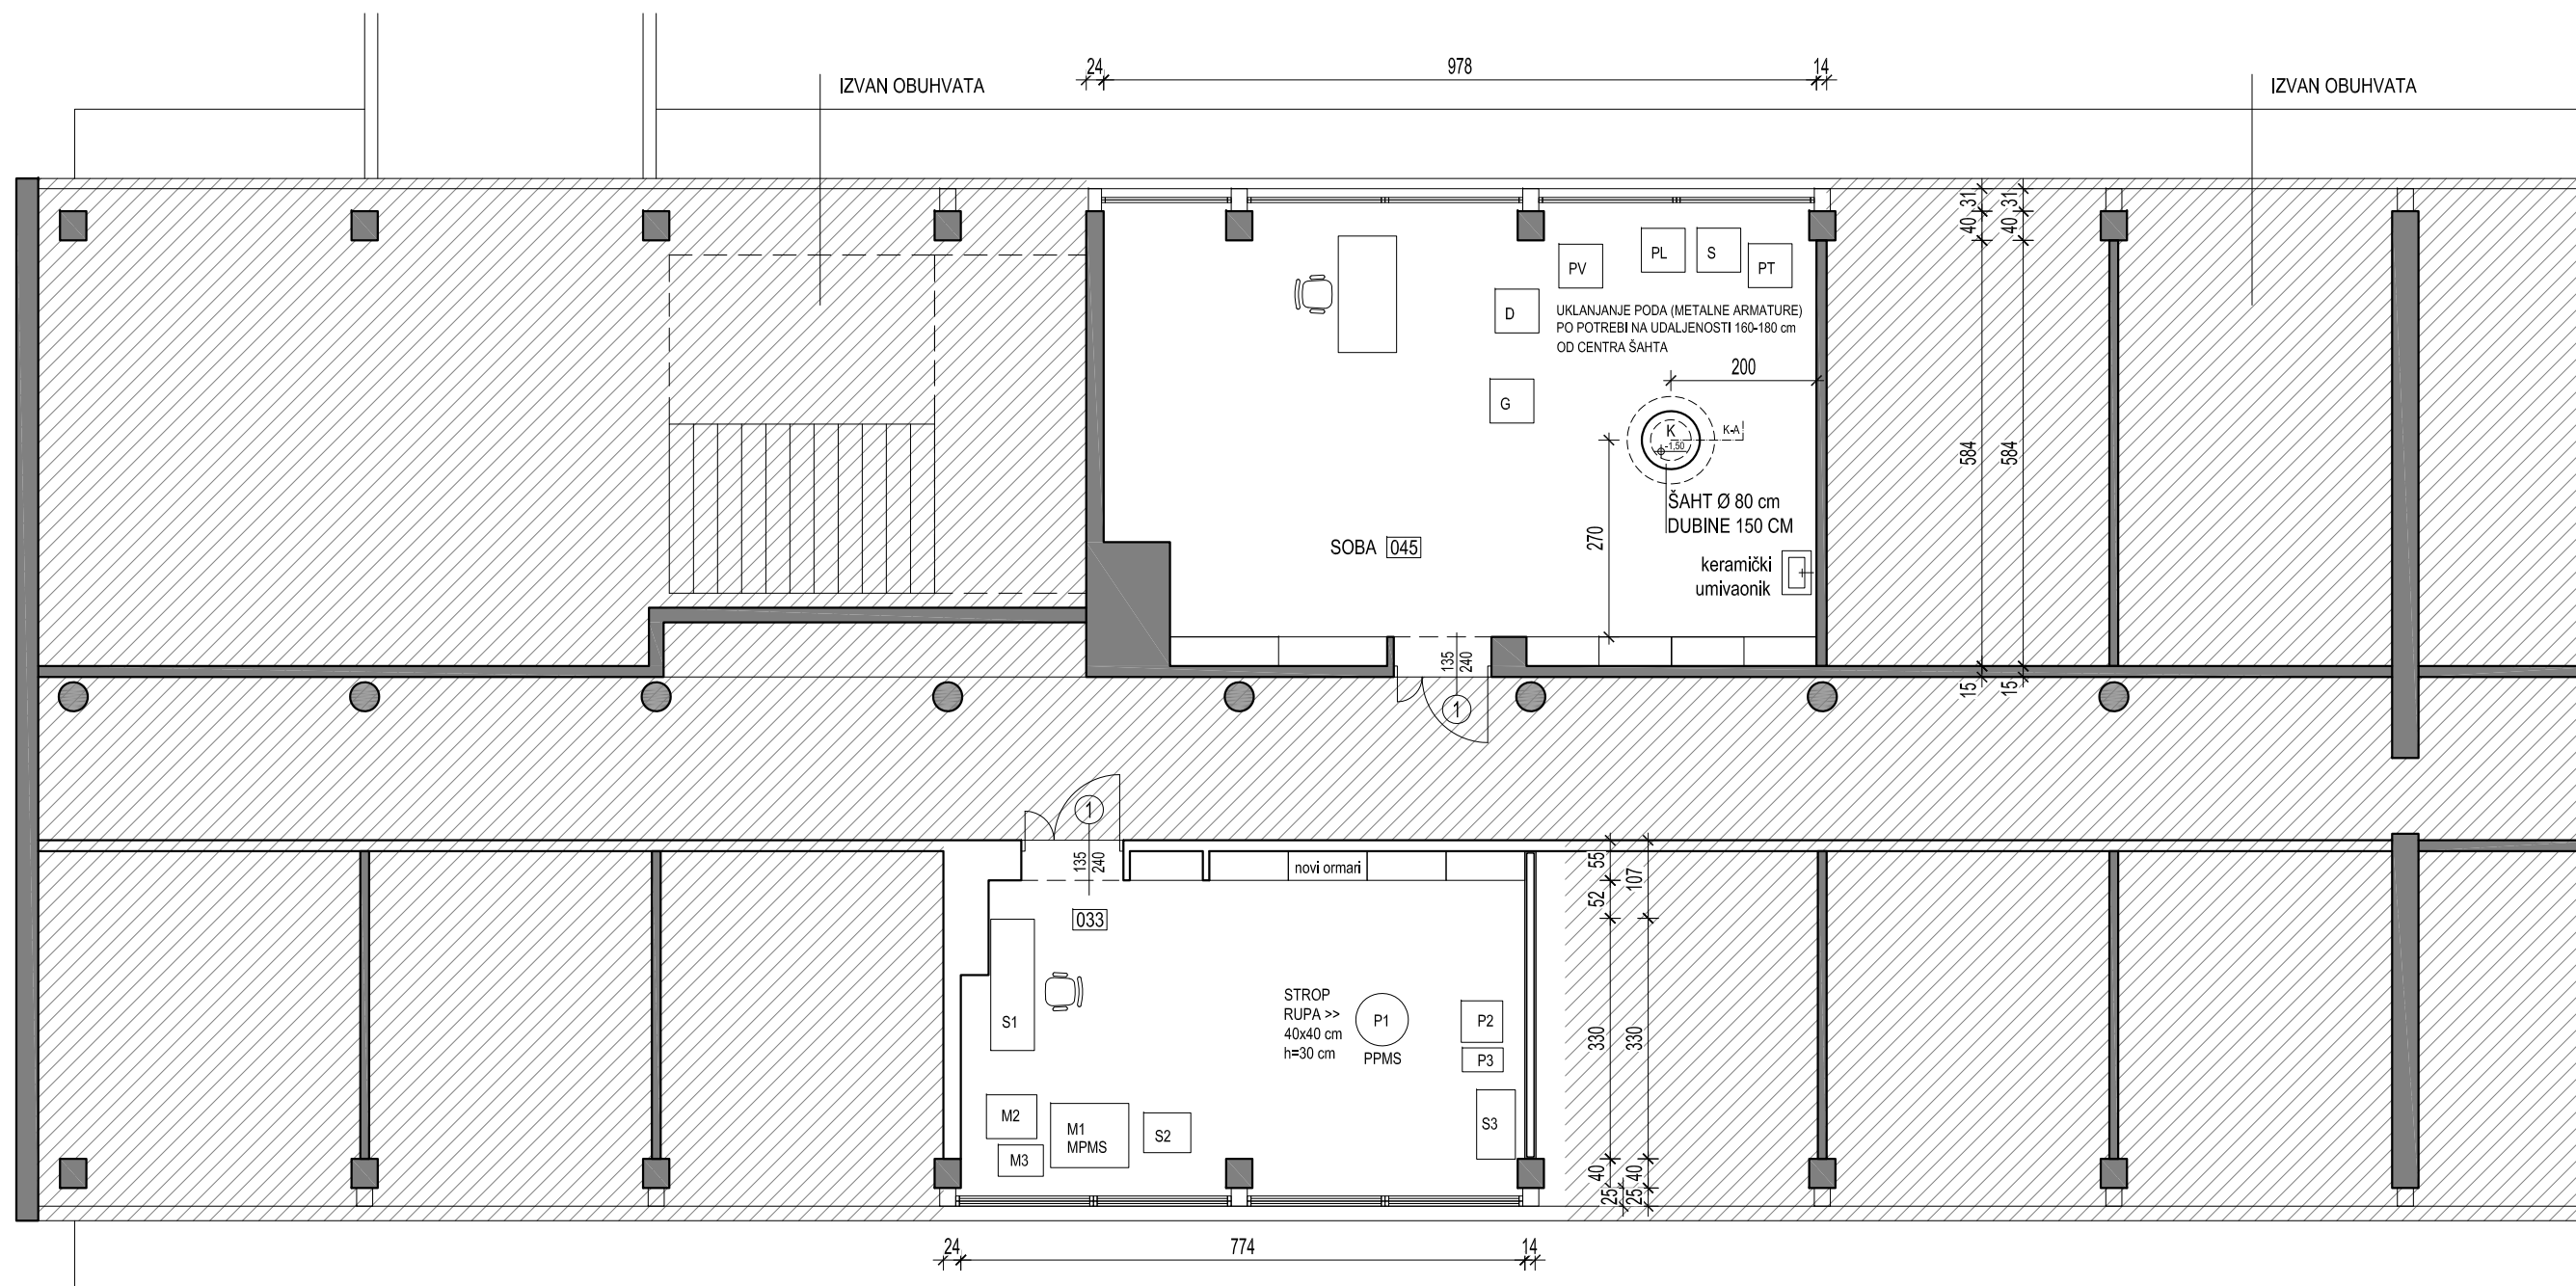 24
978
14
IZVAN OBUHVATA
IZVAN OBUHVATA
31
31
40
40
PV
PL
S
PT
D
UKLANJANJE PODA (METALNE ARMATURE)
PO POTREBI NA UDALJENOSTI 160-180 cm
OD CENTRA ŠAHTA
200
G
K
-1,50
K-A
584
584
ŠAHT Ø 80 cm
DUBINE 150 CM
270
SOBA 045
keramički
umivaonik
135
240
15
15
1
1
135
240
novi ormari
55
107
52
033
S1
STROP
RUPA >>
40x40 cm
h=30 cm
P1
PPMS
P2
P3
330
330
M2
M1
MPMS
S2
S3
M3
40
40
25
25
24
774
14